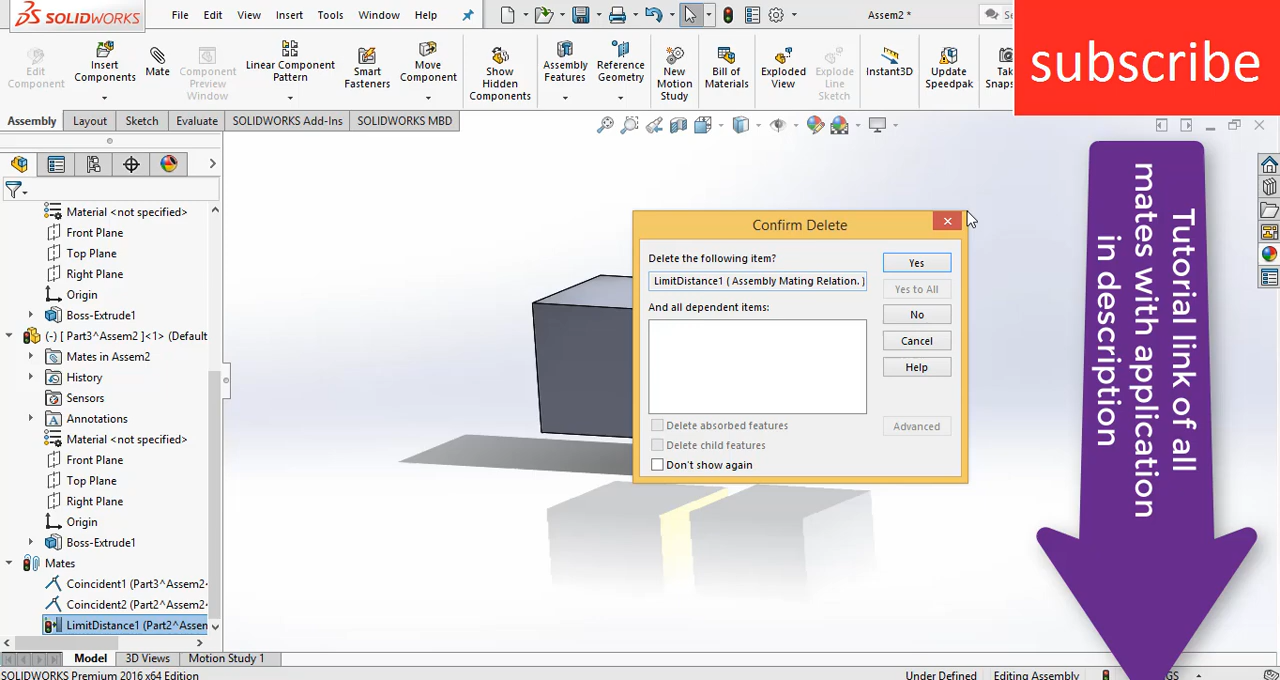 SOLIDWORKS
File Edit View Insert Tools Window Help
Assem2 *
subscribe
Edit Component
Insert Components
Mate
Component Preview Window
Linear Component Pattern
Smart Fasteners
Move Component
Show Hidden Components
Assembly Features
Reference Geometry
New Motion Study
Bill of Materials
Exploded View
Explode Line Sketch
Instant3D
Update Speedpak
Assembly Layout Sketch Evaluate SOLIDWORKS Add-Ins SOLIDWORKS MBD
Material <not specified>
Front Plane
Top Plane
Right Plane
Origin
Boss-Extrude1
(-) [ Part3^Assem2 ]<1> (Default
Mates in Assem2
History
Sensors
Annotations
Material <not specified>
Front Plane
Top Plane
Right Plane
Origin
Boss-Extrude1
Mates
Coincident1 (Part3^Assem2
Coincident2 (Part2^Assem2
LimitDistance1 (Part2^Assen
Confirm Delete
Delete the following item?
LimitDistance1 ( Assembly Mating Relation. )
And all dependent items:
Delete absorbed features
Delete child features
Don't show again
Yes
Yes to All
No
Cancel
Help
Advanced
Tutorial link of all
mates with application
in description
Model 3D Views Motion Study 1
SOLIDWORKS Premium 2016 x64 Edition
Under Defined Editing Assembly